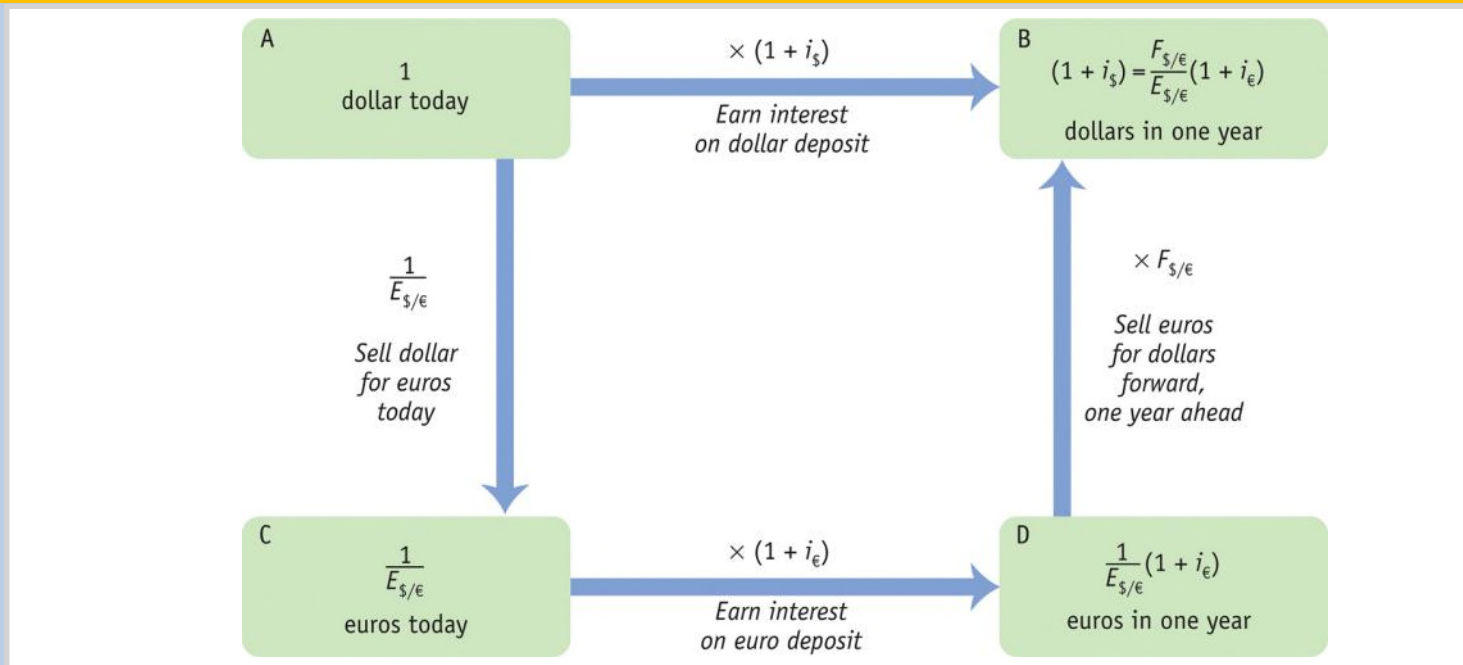 A
1
dollar today
× (1 + i$)
Earn interest
on dollar deposit
B
(1 + i$) = F$/€ / E$/€ (1 + i€)
dollars in one year
1 / E$/€
Sell dollar
for euros
today
× F$/€
Sell euros
for dollars
forward,
one year ahead
C
1 / E$/€
euros today
× (1 + i€)
Earn interest
on euro deposit
D
1 / E$/€ (1 + i€)
euros in one year